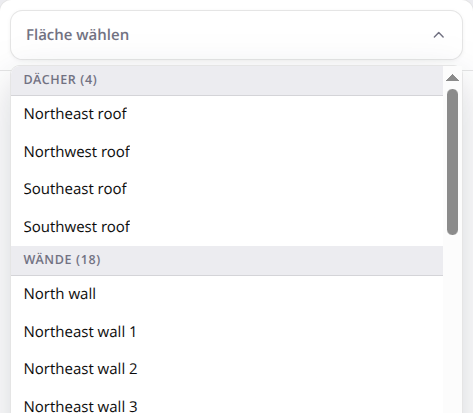 Fläche wählen
DÄCHER (4)
Northeast roof
Northwest roof
Southeast roof
Southwest roof
WÄNDE (18)
North wall
Northeast wall 1
Northeast wall 2
Northeast wall 3